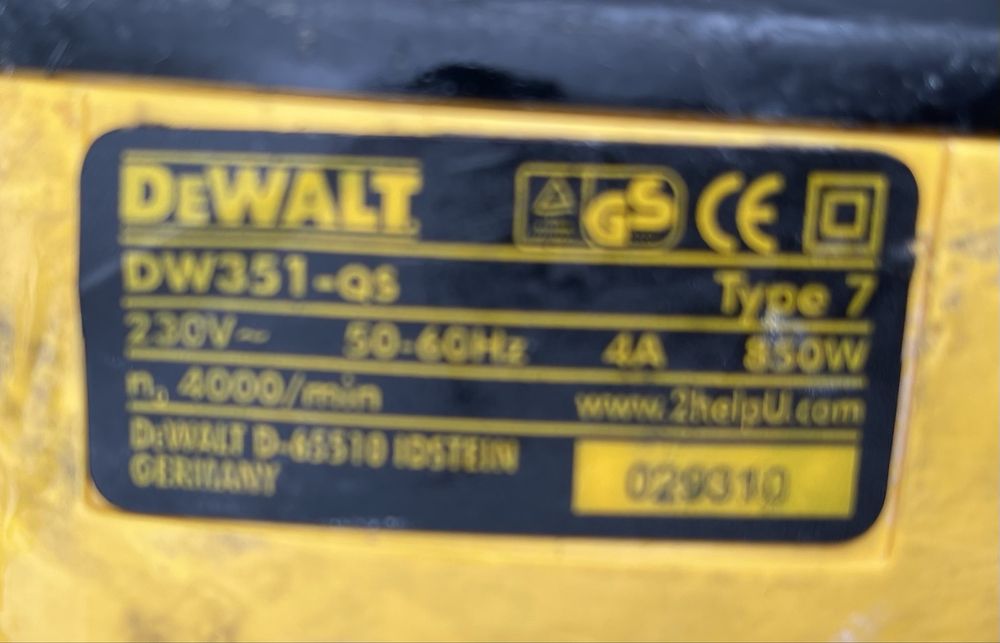 DEWALT
GS CE
DW351-QS Type 7
230V~ 50-60Hz 4A 850W
n₀ 4000/min www.2helpU.com
DEWALT D-65510 IDSTEIN
GERMANY
029310